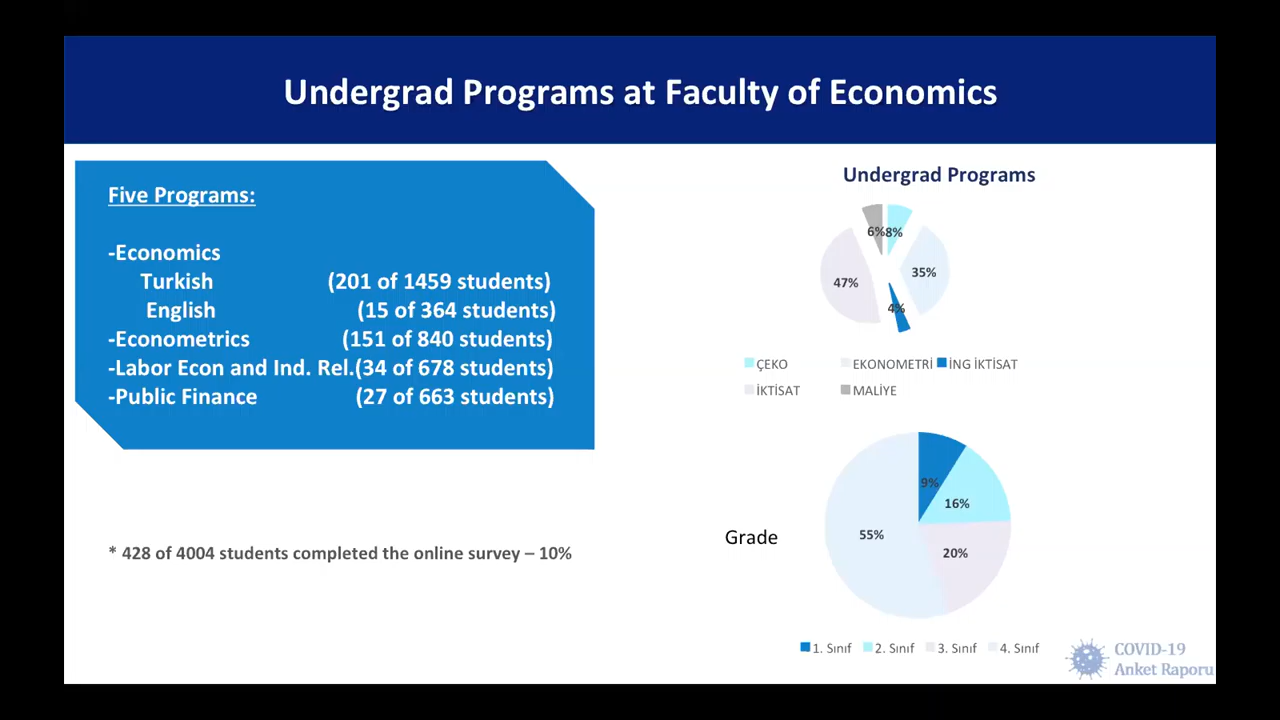 Undergrad Programs at Faculty of Economics
Five Programs:
-Economics
Turkish (201 of 1459 students)
English (15 of 364 students)
-Econometrics (151 of 840 students)
-Labor Econ and Ind. Rel.(34 of 678 students)
-Public Finance (27 of 663 students)
* 428 of 4004 students completed the online survey – 10%
Undergrad Programs
6% 8%
35%
47%
4%
ÇEKO EKONOMETRİ İNG İKTİSAT
İKTİSAT MALİYE
9%
16%
55%
20%
Grade
1. Sınıf 2. Sınıf 3. Sınıf 4. Sınıf
COVID-19
Anket Raporu